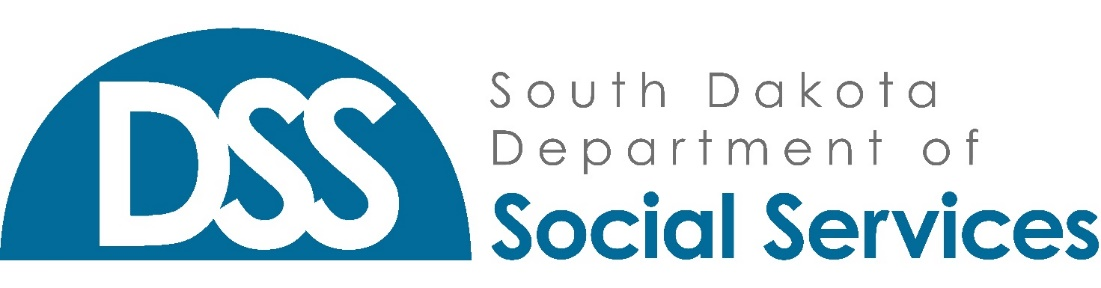 DSS
South Dakota
Department of
Social Services